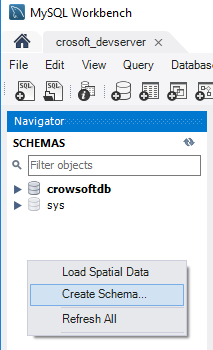 MySQL Workbench
crosoft_devserver ×
File Edit View Query Databas
SQL SQL
Navigator
SCHEMAS
Filter objects
crowsoftdb
sys
Load Spatial Data
Create Schema...
Refresh All